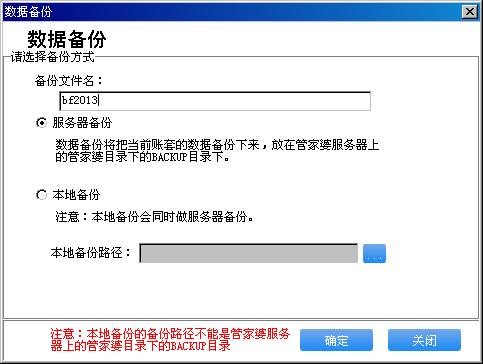 数据备份
数据备份
请选择备份方式
备份文件名：
bf2013
服务器备份
数据备份将把当前账套的数据备份下来，放在管家婆服务器上
的管家婆目录下的BACKUP目录下。
本地备份
注意：本地备份会同时做服务器备份。
本地备份路径：
...
注意：本地备份的备份路径不能是管家婆服务
器上的管家婆目录下的BACKUP目录
确定
关闭